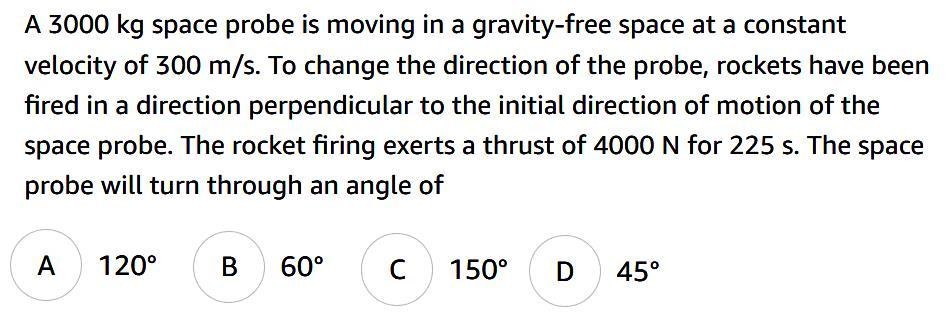 A 3000 kg space probe is moving in a gravity-free space at a constant
velocity of 300 m/s. To change the direction of the probe, rockets have been
fired in a direction perpendicular to the initial direction of motion of the
space probe. The rocket firing exerts a thrust of 4000 N for 225 s. The space
probe will turn through an angle of
A 120° B 60° C 150° D 45°